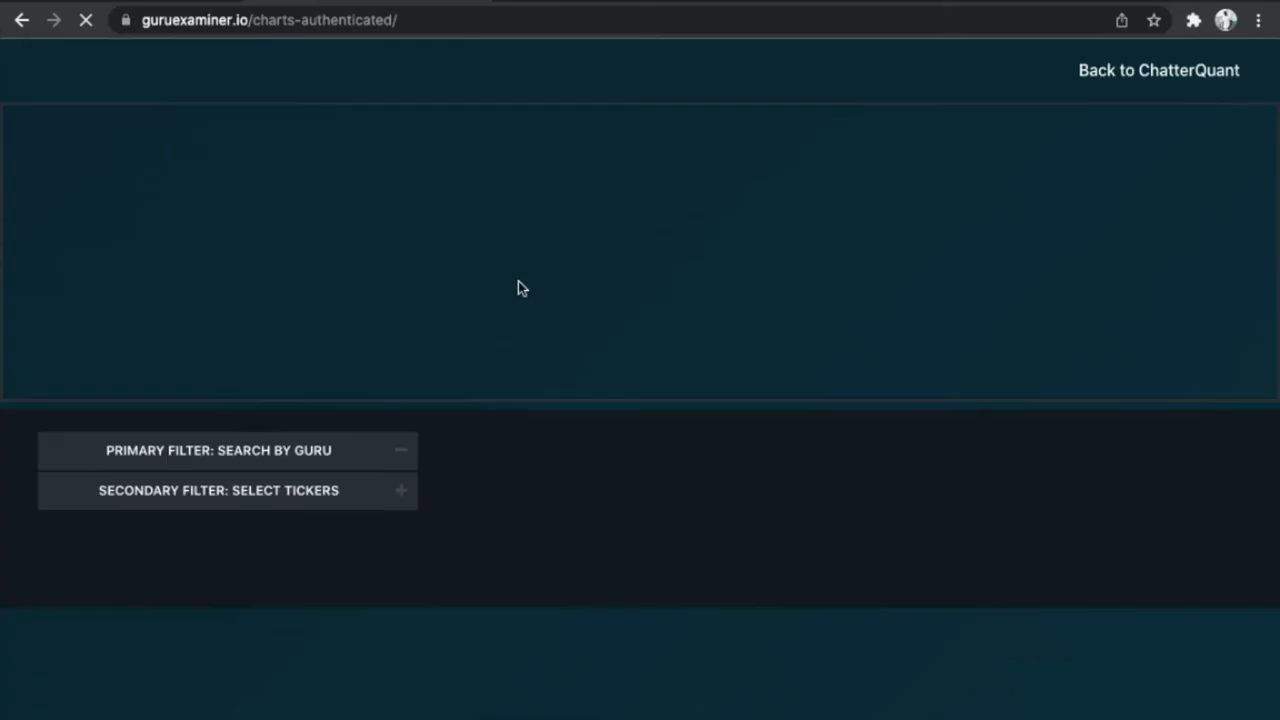 guruexaminer.io/charts-authenticated/
Back to ChatterQuant
PRIMARY FILTER: SEARCH BY GURU
SECONDARY FILTER: SELECT TICKERS